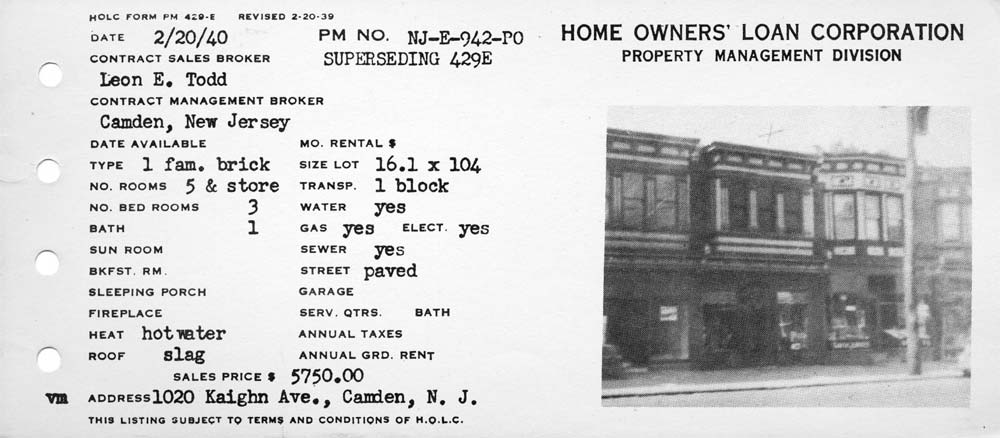 HOLC FORM PM 429-E REVISED 2-20-39
DATE 2/20/40 PM NO. NJ-E-942-PO
CONTRACT SALES BROKER SUPERSEDING 429E
Leon E. Todd
CONTRACT MANAGEMENT BROKER
Camden, New Jersey
DATE AVAILABLE MO. RENTAL $
TYPE 1 fam. brick SIZE LOT 16.1 x 104
NO. ROOMS 5 & store TRANSP. 1 block
NO. BED ROOMS 3 WATER yes
BATH 1 GAS yes ELECT. yes
SUN ROOM SEWER yes
BKFST. RM. STREET paved
SLEEPING PORCH GARAGE
FIREPLACE SERV. QTRS. BATH
HEAT hot water ANNUAL TAXES
ROOF slag ANNUAL GRD. RENT
SALES PRICE $ 5750.00
vm ADDRESS 1020 Kaighn Ave., Camden, N. J.
THIS LISTING SUBJECT TO TERMS AND CONDITIONS OF H.O.L.C.
HOME OWNERS' LOAN CORPORATION
PROPERTY MANAGEMENT DIVISION